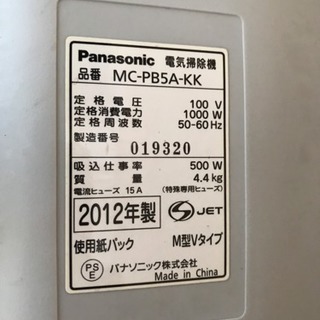 Panasonic 電気掃除機
品番 MC-PB5A-KK
定格電圧 100 V
定格消費電力 1000 W
定格周波数 50-60 Hz
製造番号
019320
吸込仕事率 500 W
質量 4.4 kg
電流ヒューズ 15 A (特殊専用ヒューズ)
2012年製 S JET
使用紙パック M型Vタイプ
PS E パナソニック株式会社
Made in China